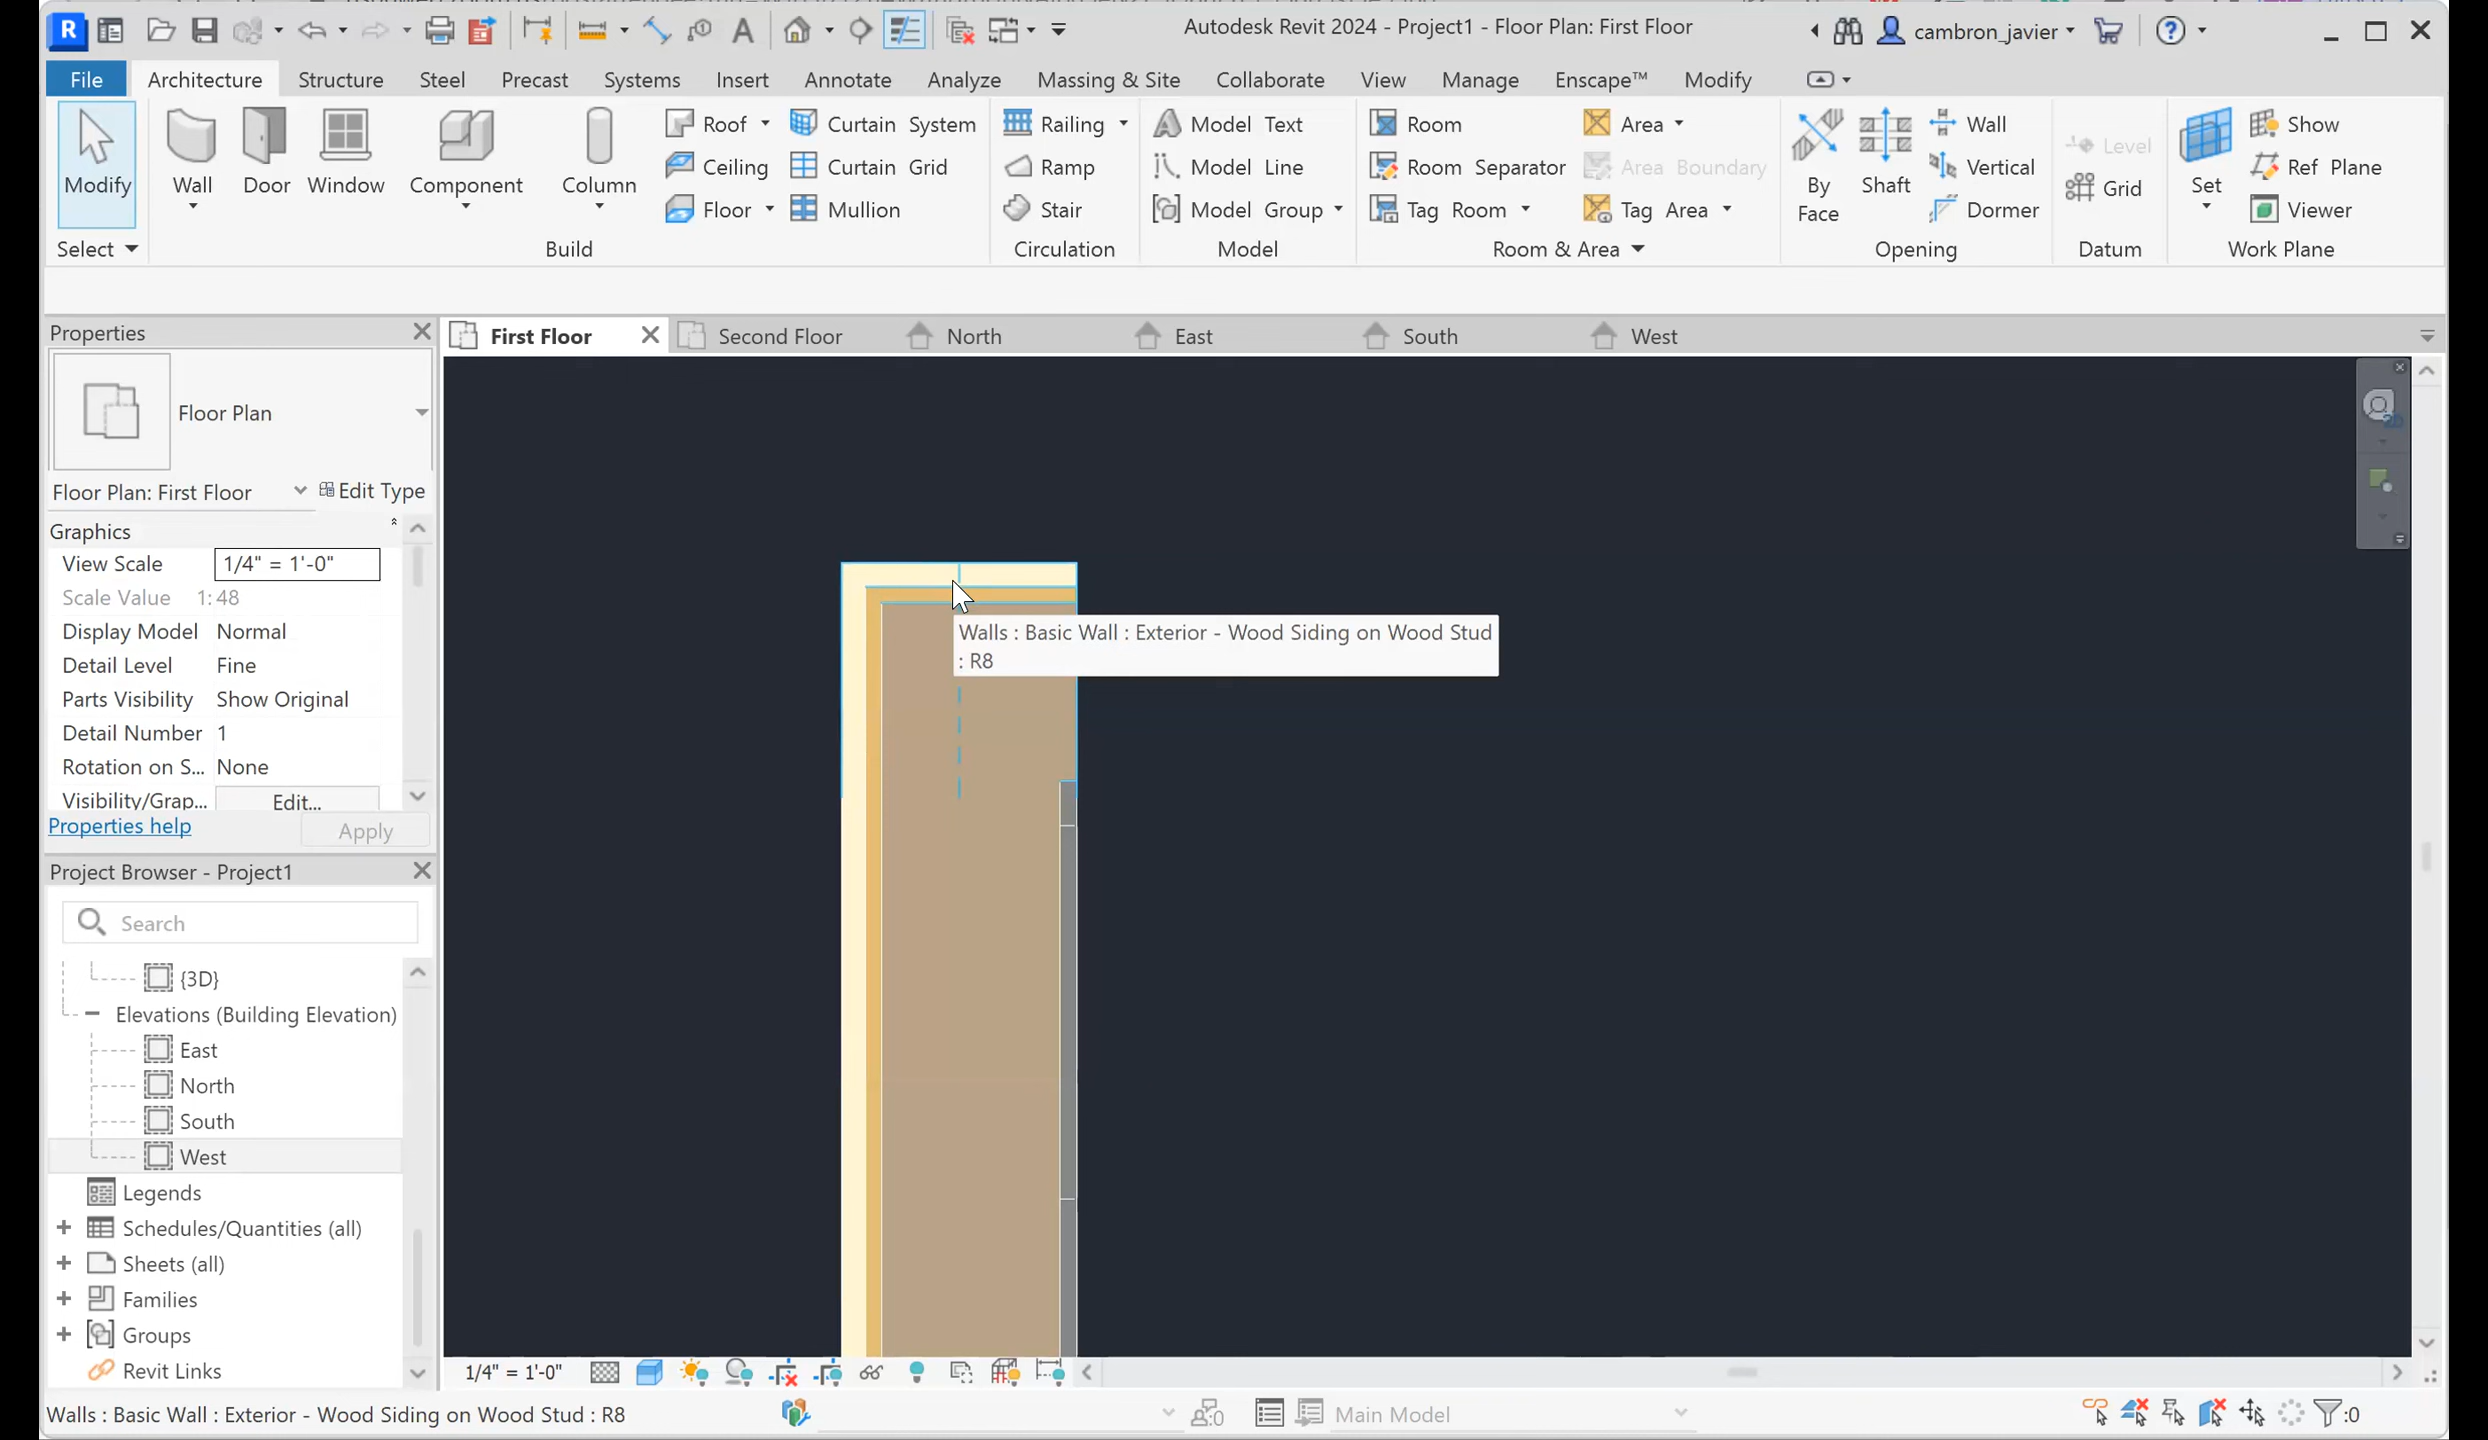 R
A
Autodesk Revit 2024 - Project1 - Floor Plan: First Floor
cambron_javier
?
File
Architecture
Structure
Steel
Precast
Systems
Insert
Annotate
Analyze
Massing & Site
Collaborate
View
Manage
Enscape™
Modify
Modify
Wall
Door
Window
Component
Column
Roof
Ceiling
Floor
Curtain System
Curtain Grid
Mullion
Railing
Ramp
Stair
Model Text
Model Line
Model Group
Room
Room Separator
Tag Room
Area
Area Boundary
Tag Area
By
Face
Shaft
Wall
Vertical
Dormer
Level
Grid
Set
Show
Ref Plane
Viewer
Select
Build
Circulation
Model
Room & Area
Opening
Datum
Work Plane
Properties
First Floor
Second Floor
North
East
South
West
Floor Plan
Floor Plan: First Floor
Edit Type
Graphics
View Scale 1/4" = 1'-0"
Scale Value 1: 48
Display Model Normal
Detail Level Fine
Parts Visibility Show Original
Detail Number 1
Rotation on S... None
Visibility/Grap... Edit...
Properties help
Apply
Walls : Basic Wall : Exterior - Wood Siding on Wood Stud
: R8
Project Browser - Project1
Search
{3D}
Elevations (Building Elevation)
East
North
South
West
Legends
Schedules/Quantities (all)
Sheets (all)
Families
Groups
Revit Links
1/4" = 1'-0"
Walls : Basic Wall : Exterior - Wood Siding on Wood Stud : R8
:0
Main Model
:0